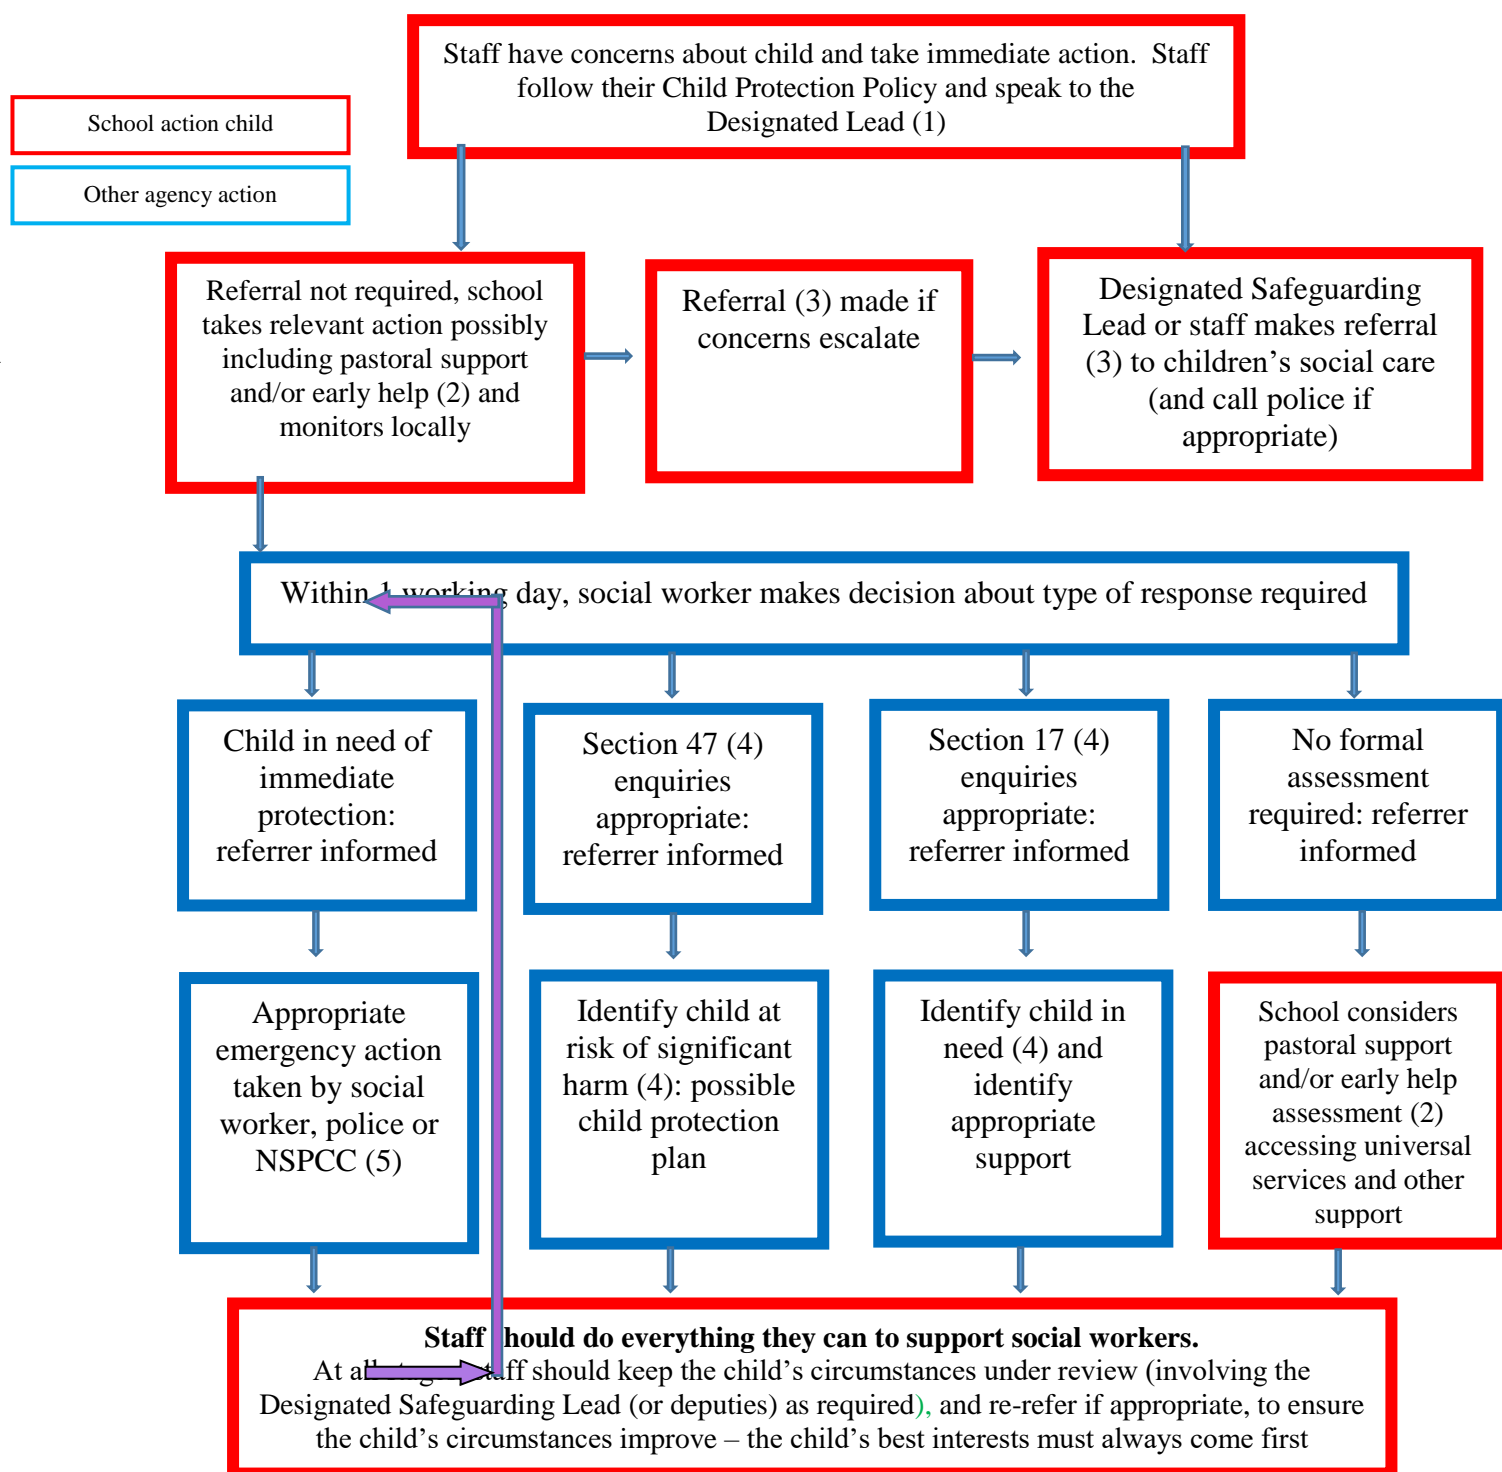 Staff have concerns about child and take immediate action.  Staff
follow their Child Protection Policy and speak to the
Designated Lead (1)
School action child
Other agency action
Referral not required, school
takes relevant action possibly
including pastoral support
and/or early help (2) and
monitors locally
Referral (3) made if
concerns escalate
Designated Safeguarding
Lead or staff makes referral
(3) to children’s social care
(and call police if
appropriate)
Within 1 working day, social worker makes decision about type of response required
Child in need of
immediate
protection:
referrer informed
Section 47 (4)
enquiries
appropriate:
referrer informed
Section 17 (4)
enquiries
appropriate:
referrer informed
No formal
assessment
required: referrer
informed
Appropriate
emergency action
taken by social
worker, police or
NSPCC (5)
Identify child at
risk of significant
harm (4): possible
child protection
plan
Identify child in
need (4) and
identify
appropriate
support
School considers
pastoral support
and/or early help
assessment (2)
accessing universal
services and other
support
Staff should do everything they can to support social workers.
At all staff should keep the child’s circumstances under review (involving the
Designated Safeguarding Lead (or deputies) as required), and re-refer if appropriate, to ensure
the child’s circumstances improve – the child’s best interests must always come first